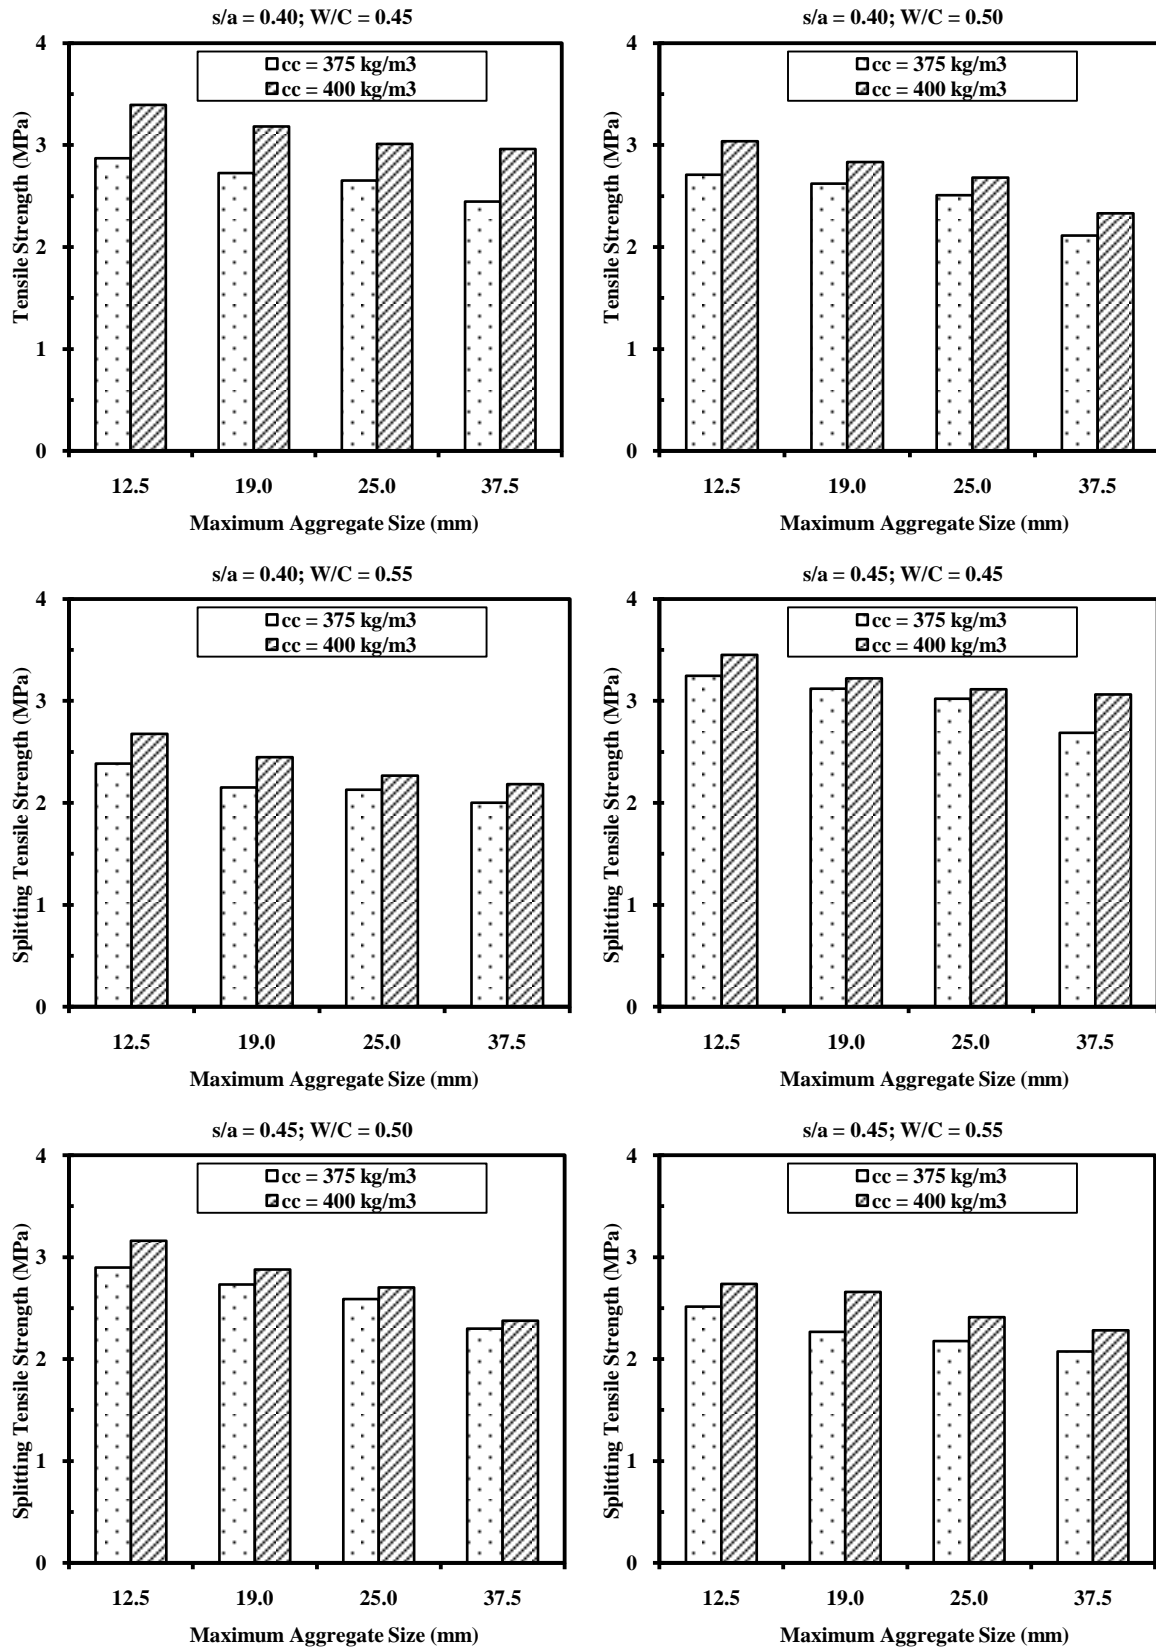 s/a = 0.40; W/C = 0.45
cc = 375 kg/m3
cc = 400 kg/m3
Tensile Strength (MPa)
4
3
2
1
0
12.5 19.0 25.0 37.5
Maximum Aggregate Size (mm)
s/a = 0.40; W/C = 0.50
cc = 375 kg/m3
cc = 400 kg/m3
Tensile Strength (MPa)
4
3
2
1
0
12.5 19.0 25.0 37.5
Maximum Aggregate Size (mm)
s/a = 0.40; W/C = 0.55
cc = 375 kg/m3
cc = 400 kg/m3
Splitting Tensile Strength (MPa)
4
3
2
1
0
12.5 19.0 25.0 37.5
Maximum Aggregate Size (mm)
s/a = 0.45; W/C = 0.45
cc = 375 kg/m3
cc = 400 kg/m3
Splitting Tensile Strength (MPa)
4
3
2
1
0
12.5 19.0 25.0 37.5
Maximum Aggregate Size (mm)
s/a = 0.45; W/C = 0.50
cc = 375 kg/m3
cc = 400 kg/m3
Splitting Tensile Strength (MPa)
4
3
2
1
0
12.5 19.0 25.0 37.5
Maximum Aggregate Size (mm)
s/a = 0.45; W/C = 0.55
cc = 375 kg/m3
cc = 400 kg/m3
Splitting Tensile Strength (MPa)
4
3
2
1
0
12.5 19.0 25.0 37.5
Maximum Aggregate Size (mm)